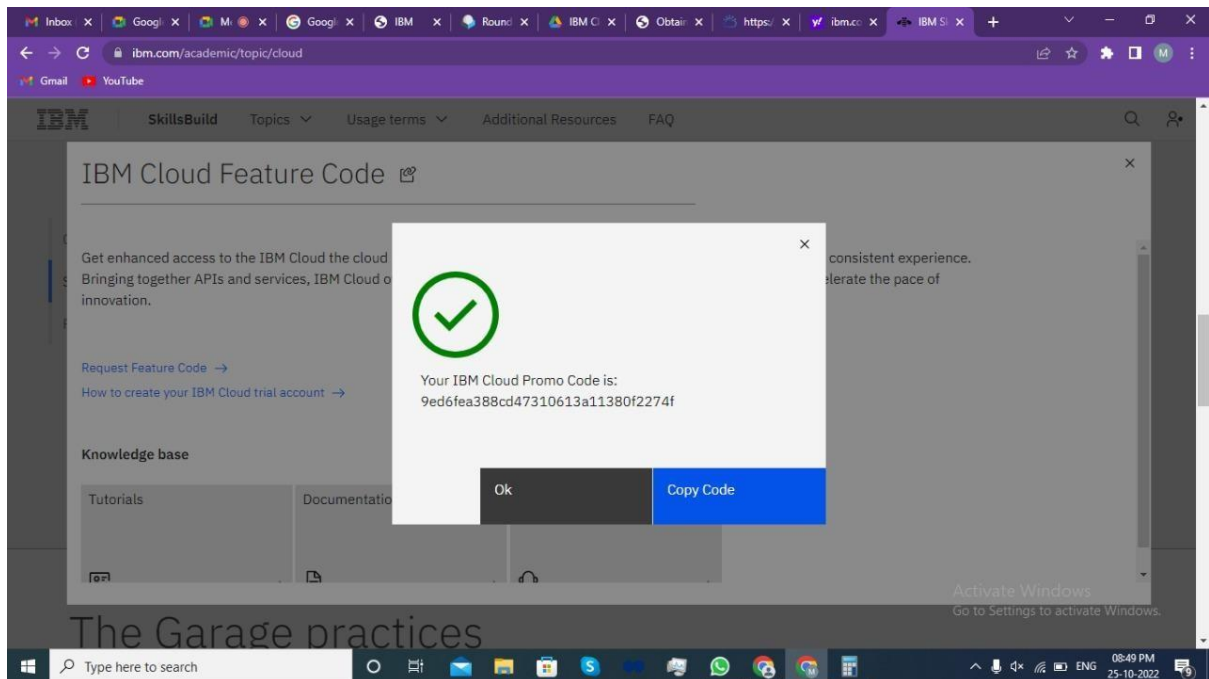 Inbox
Googl
M
Googl
IBM
Round
IBM Cl
Obtain
https:/
ibm.cc
IBM S
ibm.com/academic/topic/cloud
M
Gmail
YouTube
IBM
SkillsBuild
Topics
Usage terms
Additional Resources
FAQ
IBM Cloud Feature Code
Get enhanced access to the IBM Cloud the cloud
consistent experience.
Bringing together APIs and services, IBM Cloud o
elerate the pace of
innovation.
Request Feature Code →
How to create your IBM Cloud trial account →
Your IBM Cloud Promo Code is:
9ed6fea388cd47310613a11380f2274f
Ok
Copy Code
Knowledge base
Tutorials
Documentatio
Activate Windows
Go to Settings to activate Windows.
The Garage practices
Type here to search
ENG
08:49 PM
25-10-2022